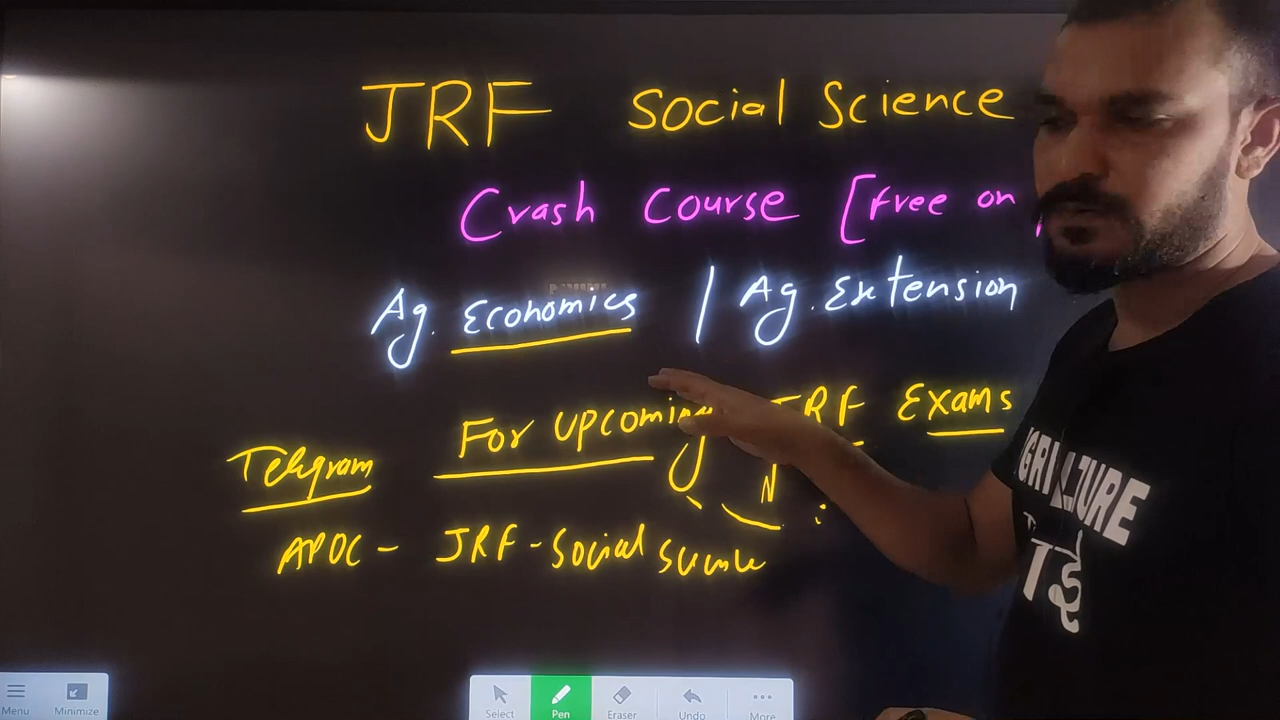 JRF Social Science
Crash Course [Free on
Ag. Economics / Ag. Extension
For Upcoming JRF Exams
Telegram
APOC - JRF - Social
Menu
Minimize
Select
Pen
Eraser
Undo
More